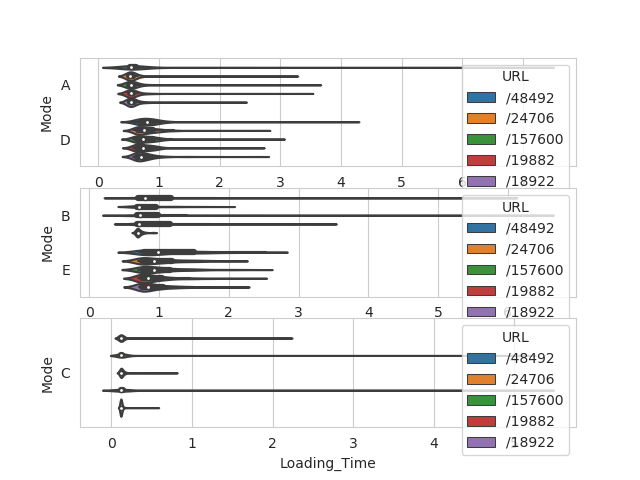 URL
/48492
/24706
/157600
/19882
/18922
A
D
Mode
0 1 2 3 4 5 6
URL
/48492
/24706
/157600
/19882
/18922
B
E
Mode
0 1 2 3 4 5
URL
/48492
/24706
/157600
/19882
/18922
C
Mode
0 1 2 3 4
Loading_Time